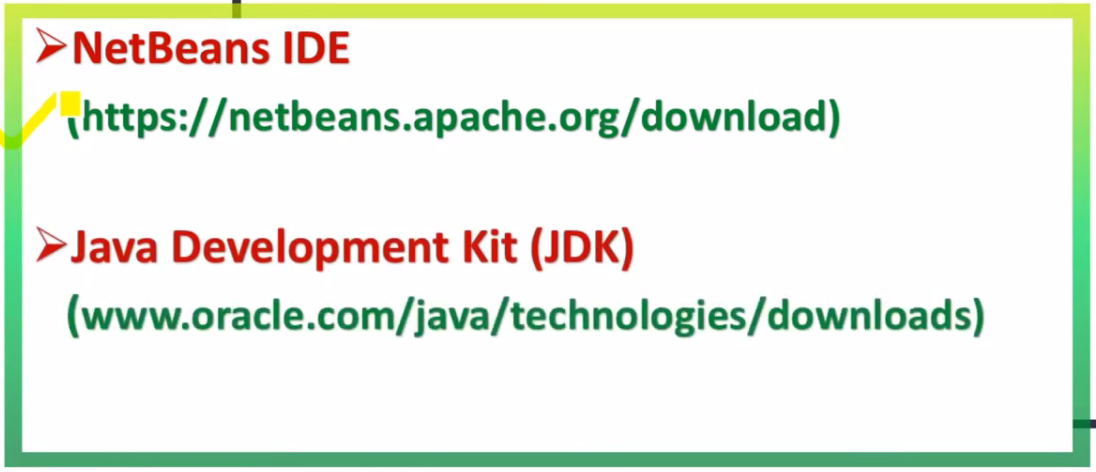 ➢NetBeans IDE
(https://netbeans.apache.org/download)
➢Java Development Kit (JDK)
(www.oracle.com/java/technologies/downloads)